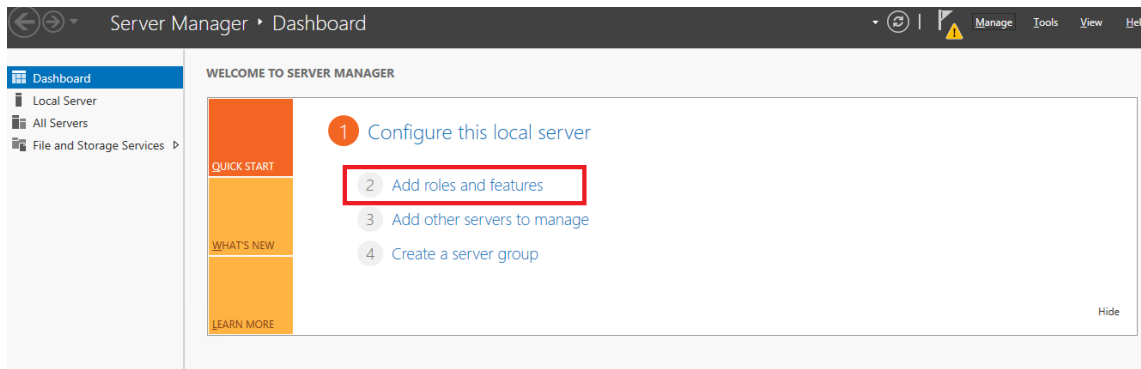 Server Manager ‣ Dashboard
Manage Tools View Hel
Dashboard
Local Server
All Servers
File and Storage Services
WELCOME TO SERVER MANAGER
QUICK START
WHAT'S NEW
LEARN MORE
1 Configure this local server
2 Add roles and features
3 Add other servers to manage
4 Create a server group
Hide